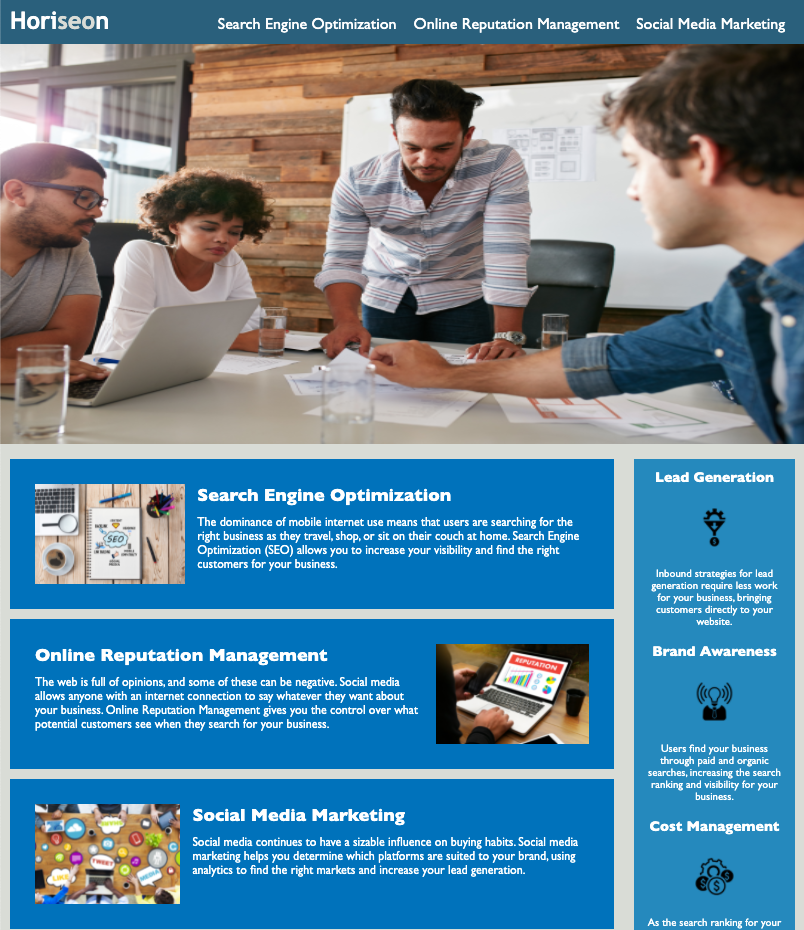 Horiseon
Search Engine Optimization
Online Reputation Management
Social Media Marketing
Search Engine Optimization
The dominance of mobile internet use means that users are searching for the
right business as they travel, shop, or sit on their couch at home. Search Engine
Optimization (SEO) allows you to increase your visibility and find the right
customers for your business.
SEO
Online Reputation Management
The web is full of opinions, and some of these can be negative. Social media
allows anyone with an internet connection to say whatever they want about
your business. Online Reputation Management gives you the control over what
potential customers see when they search for your business.
REPUTATION
Social Media Marketing
Social media continues to have a sizable influence on buying habits. Social media
marketing helps you determine which platforms are suited to your brand, using
analytics to find the right markets and increase your lead generation.
TWEET
LIKE
MEDIA
Lead Generation
Inbound strategies for lead
generation require less work
for your business, bringing
customers directly to your
website.
Brand Awareness
Users find your business
through paid and organic
searches, increasing the search
ranking and visibility for your
business.
Cost Management
As the search ranking for your